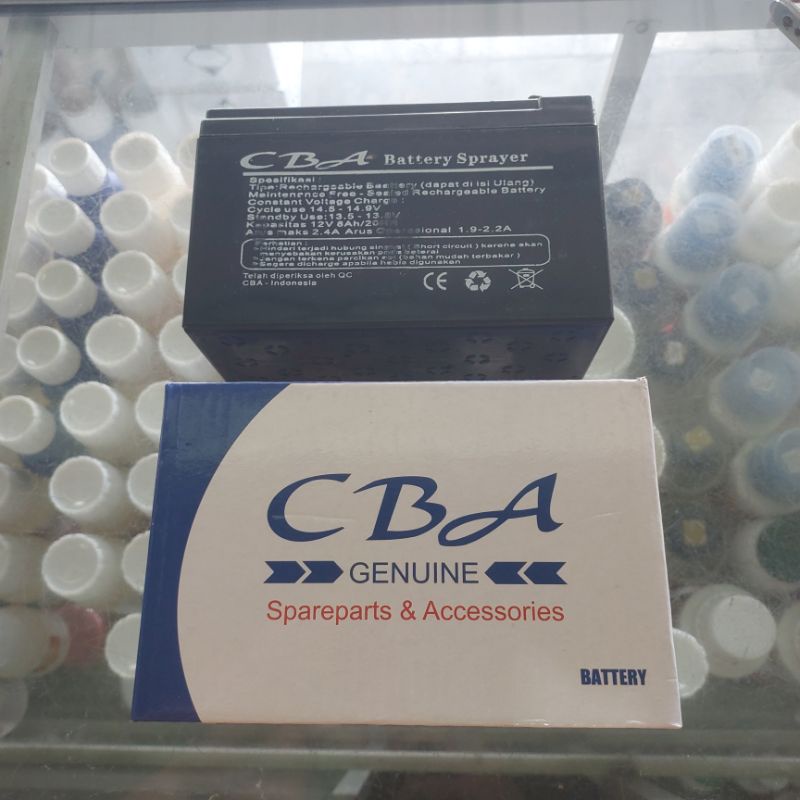 CBA Battery Sprayer
Spesifikasi :
Tipe:Rechargeable Battery (dapat di isi Ulang)
Maintenence Free - Sealed Rechargeable Battery
Constant Voltage Charge :
Cycle use 14.5 - 14.9V
Standby Use:13.5 - 13.8V
Kapasitas 12V 8Ah/20HR
Arus maks 2.4A Arus Operasional 1.9-2.2A
Perhatian :
Hindari terjadi hubung singkat ( Short circuit ) karena akan
menyebabkan kerusakan pada baterai
Jangan terkena percikan api (bahan mudah terbakar)
Segera dicharge apabila habis digunakan
Telah diperiksa oleh QC
CBA - Indonesia
CE
CBA
GENUINE
Spareparts & Accessories
BATTERY